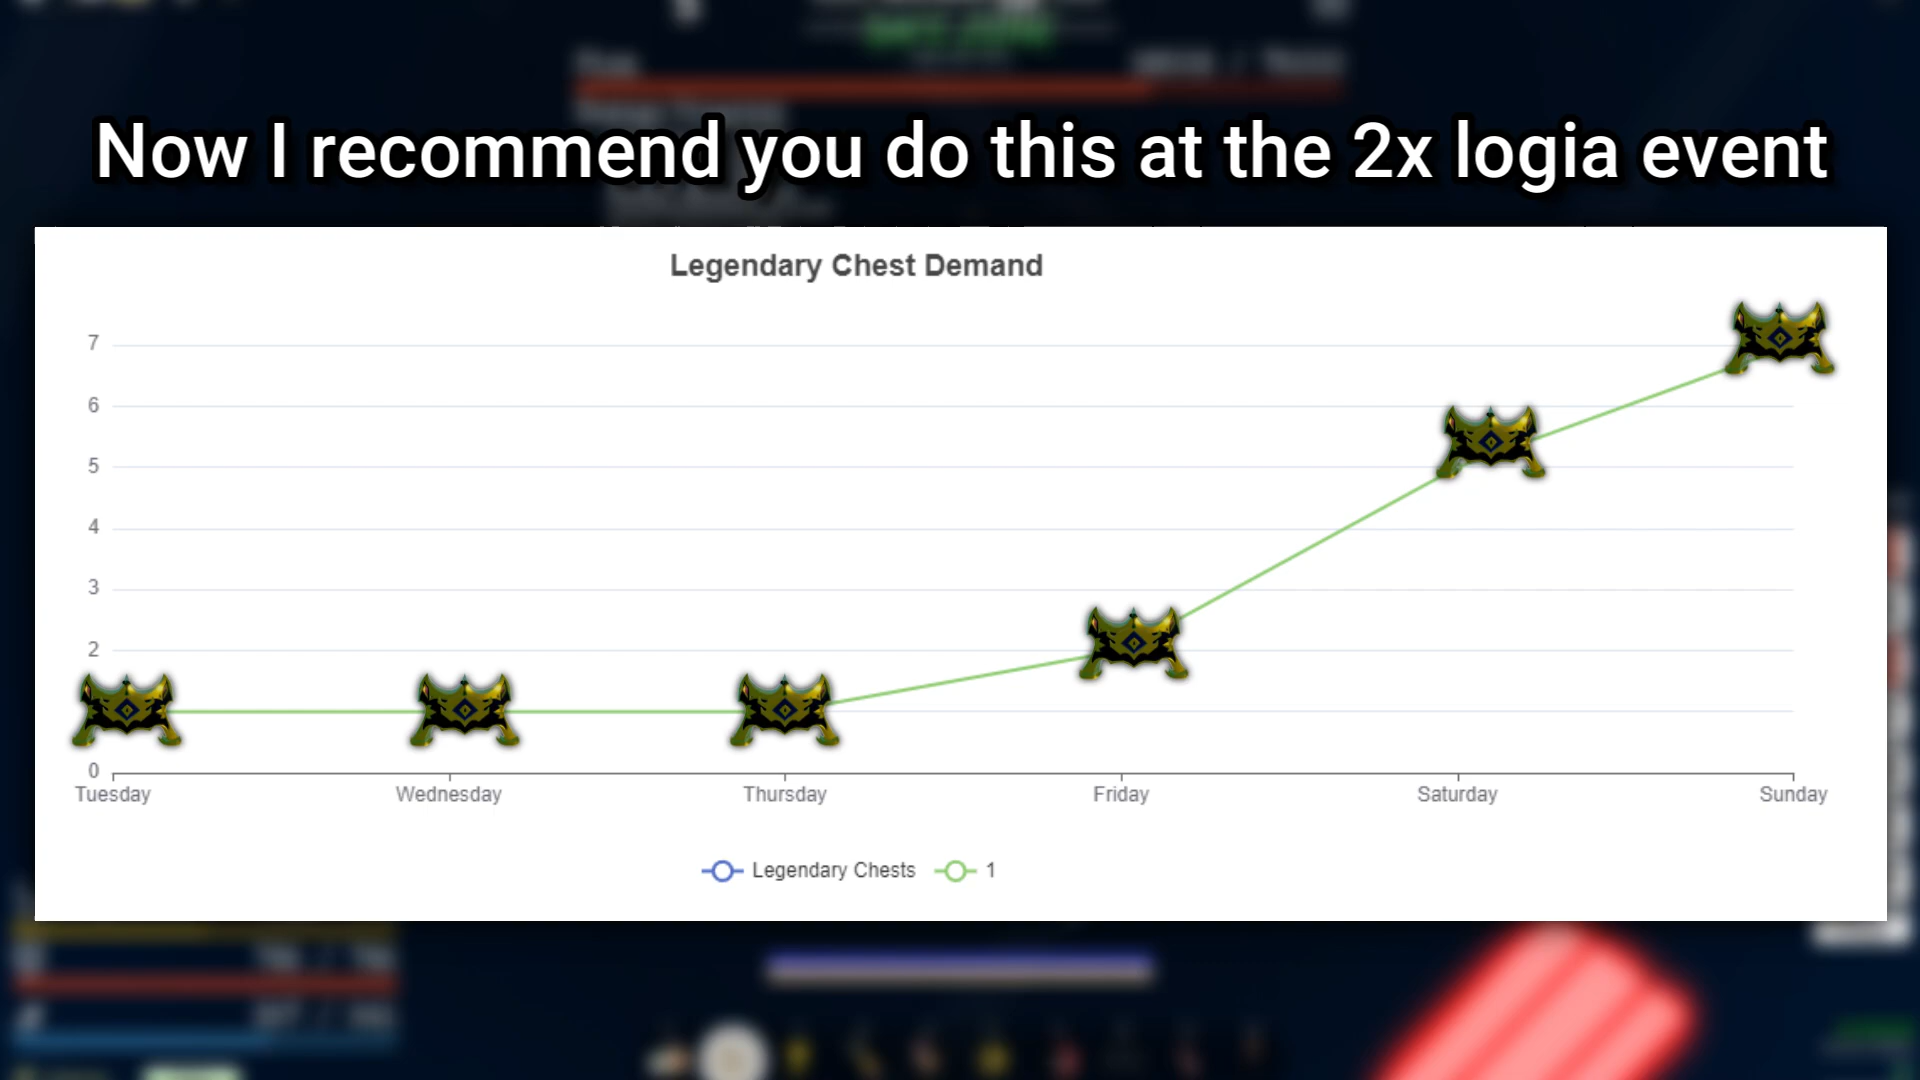 Now I recommend you do this at the 2x logia event
Legendary Chest Demand
7
6
5
4
3
2
0
Tuesday Wednesday Thursday Friday Saturday Sunday
Legendary Chests 1